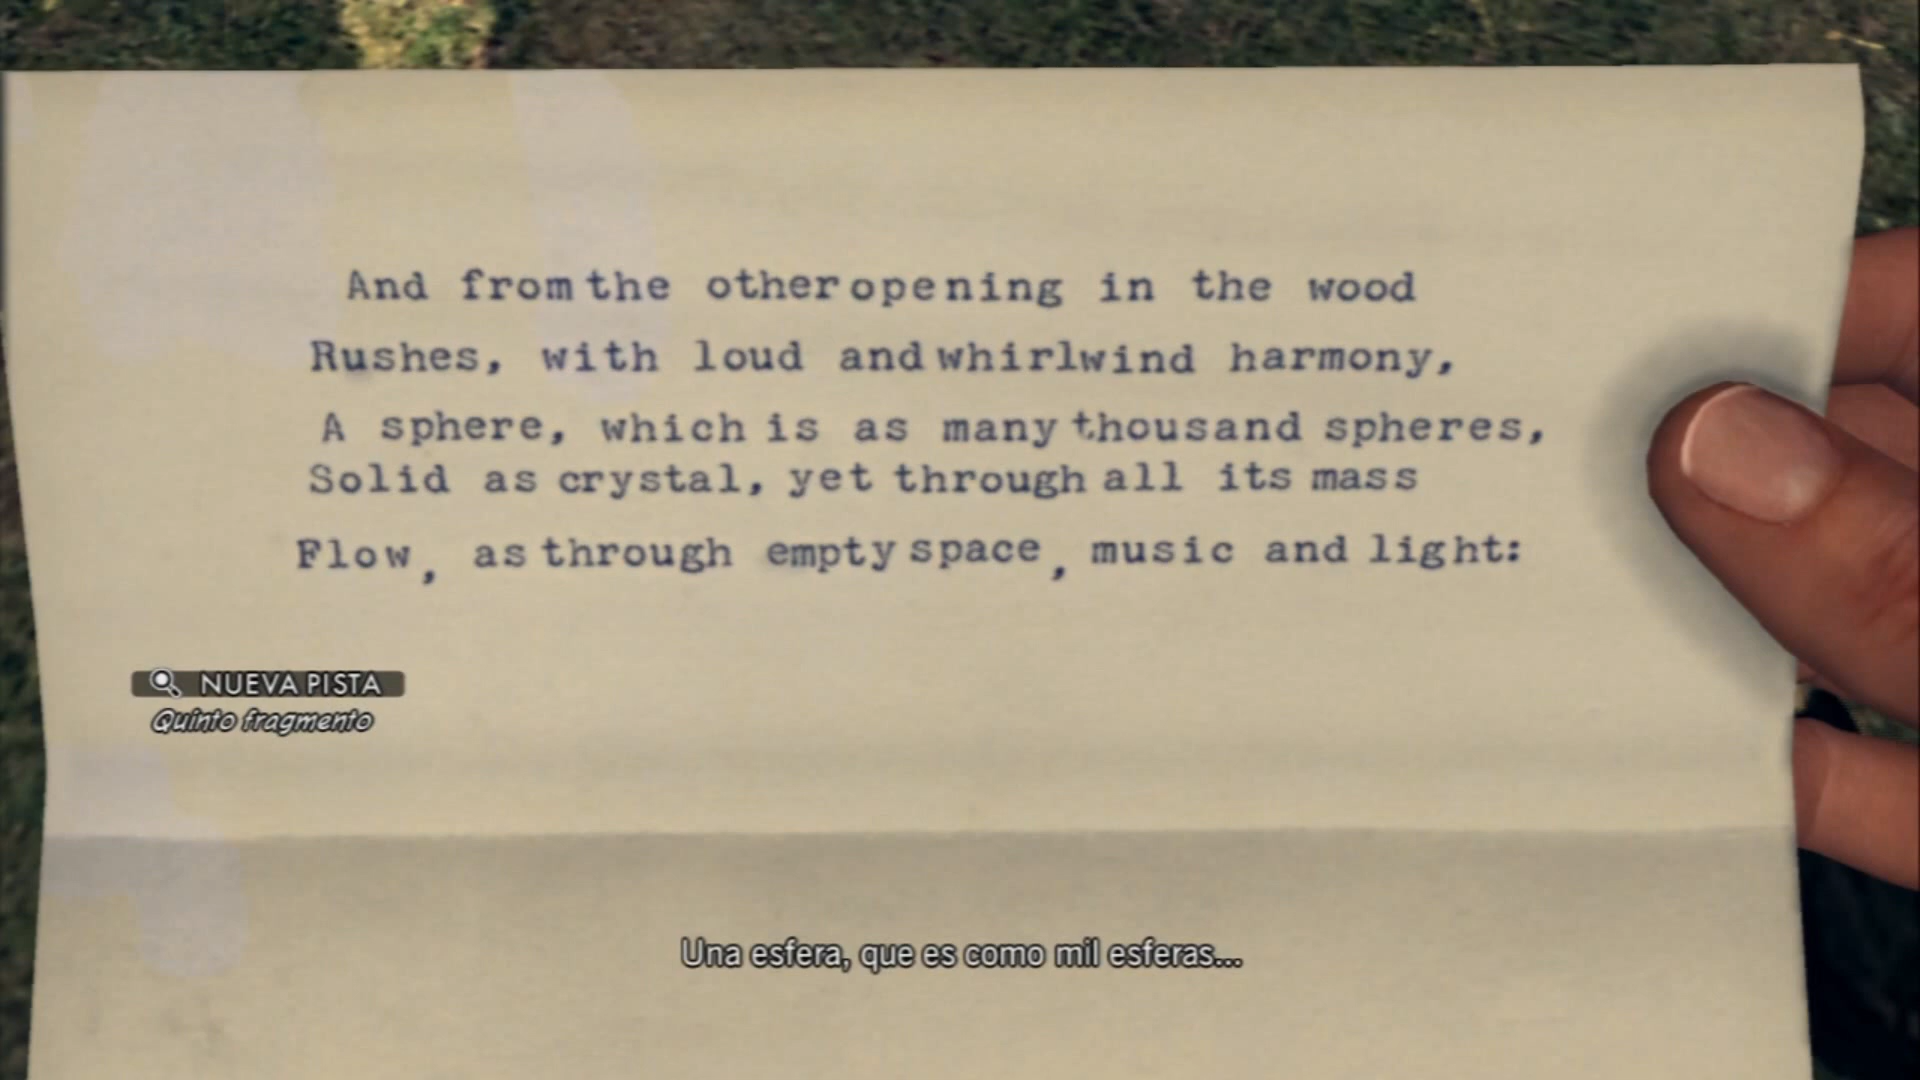 And from the other opening in the wood
Rushes, with loud and whirlwind harmony,
A sphere, which is as many thousand spheres,
Solid as crystal, yet through all its mass
Flow, as through empty space, music and light:
NUEVA PISTA
Quinto fragmento
Una esfera, que es como mil esferas...